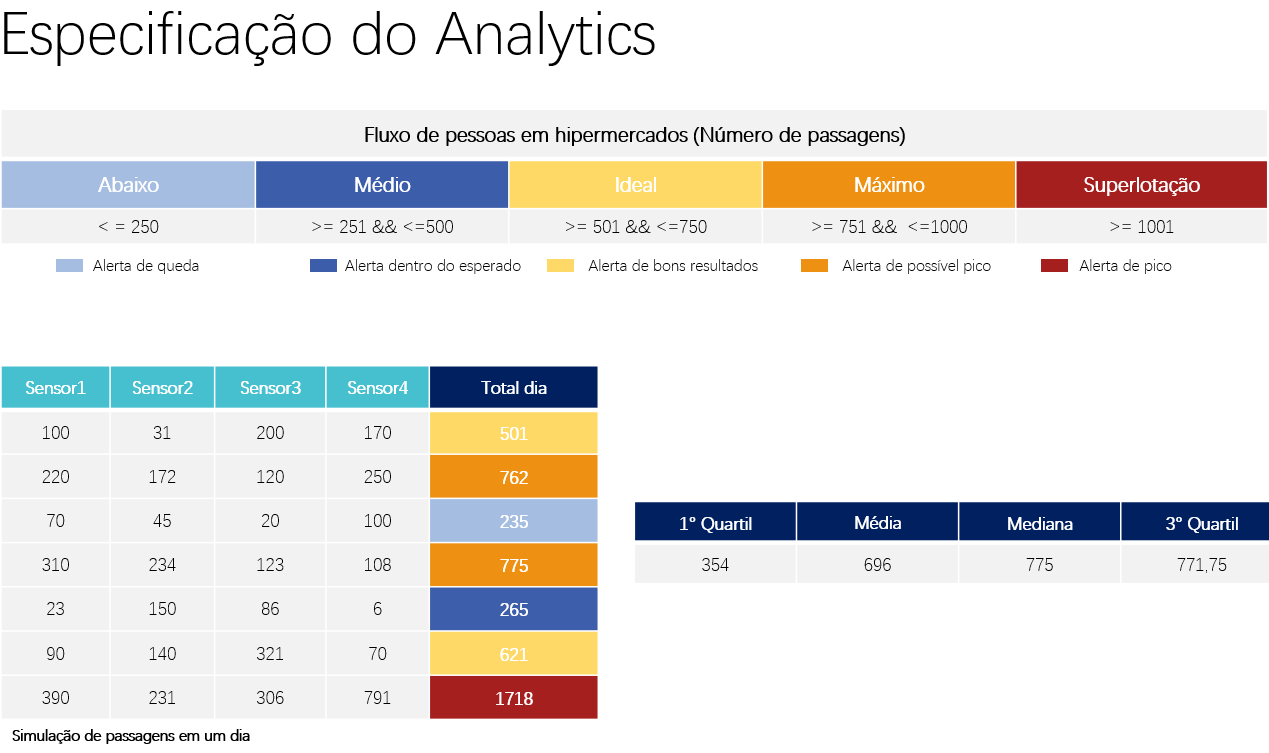 Especificação do Analytics
Fluxo de pessoas em hipermercados (Número de passagens)
Abaixo Médio Ideal Máximo Superlotação
< = 250 >= 251 && <=500 >= 501 && <=750 >= 751 && <=1000 >= 1001
Alerta de queda Alerta dentro do esperado Alerta de bons resultados Alerta de possível pico Alerta de pico
Sensor1 Sensor2 Sensor3 Sensor4 Total dia
100 31 200 170 501
220 172 120 250 762
70 45 20 100 235
310 234 123 108 775
23 150 86 6 265
90 140 321 70 621
390 231 306 791 1718
Simulação de passagens em um dia
1° Quartil Média Mediana 3° Quartil
354 696 775 771,75